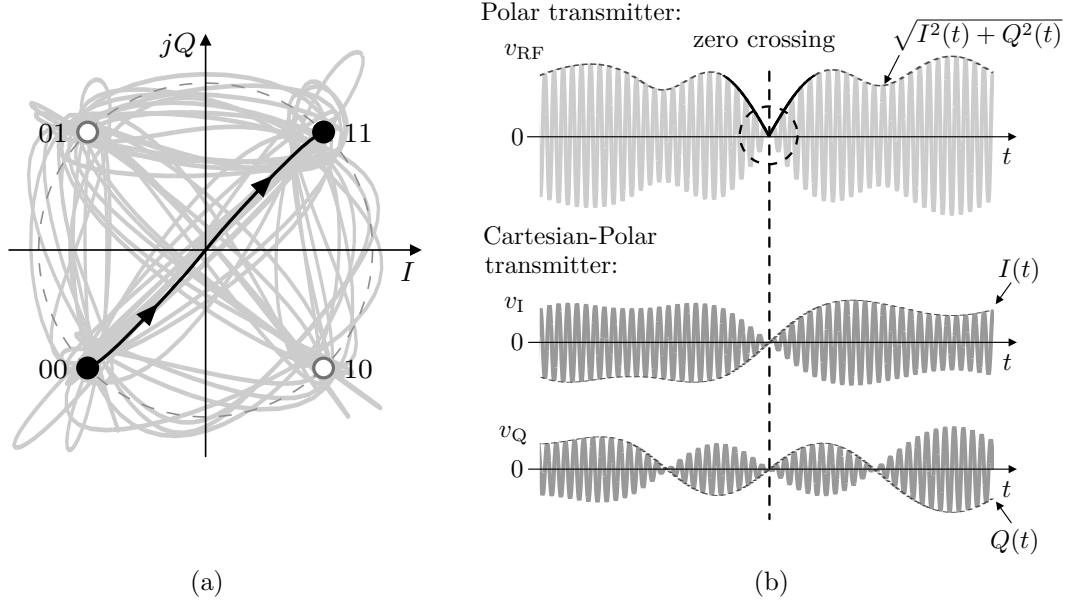 jQ
01
11
I
00
10
(a)
Polar transmitter:
zero crossing
√I²(t) + Q²(t)
v_RF
0
t
Cartesian-Polar
transmitter:
I(t)
v_I
0
t
v_Q
0
t
Q(t)
(b)